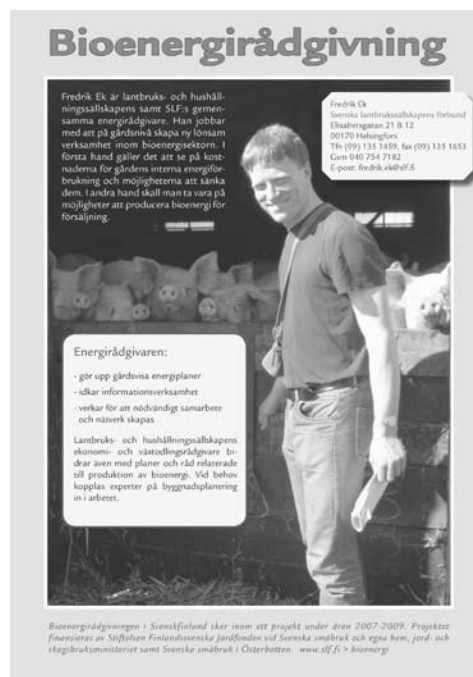 Bioenergirådgivning
Fredrik Ek är lantbruks- och hushåll-
ningssällskapens samt SLF:s gemen-
samma energirådgivare. Han jobbar
med att på gårdsnivå skapa ny lönsam
verksamhet inom bioenergisektorn. I
första hand gäller det att se på kost-
naderna för gårdens interna energiför-
brukning och möjligheterna att sänka
dem. I andra hand skall man ta vara på
möjligheter att producera bioenergi för
försäljning.
Fredrik Ek
Svenska lantbrukssällskapens förbund
Elisabetsgatan 21 B 12
00170 Helsingfors
Tfn (09) 135 1459, fax (09) 135 1653
Gsm 040 754 7182
E-post: fredrik.ek@slf.fi
Energirådgivaren:
- gör upp gårdsvisa energiplaner
- idkar informationsverksamhet
- verkar för att nödvändigt samarbete
och nätverk skapas
Lantbruks- och hushållningssällskapens
ekonomi- och växtodlingsrådgivare bi-
drar även med planer och råd relaterade
till produktion av bioenergi. Vid behov
kopplas experter på byggnadsplanering
in i arbetet.
Bioenergirådgivningen i Svenskfinland sker inom ett projekt under åren 2007-2009. Projektet
finansieras av Stiftelsen Finlandssvenska Jordfonden vid Svenska småbruk och egna hem, jord- och
skogsbruksministeriet samt Svenska småbruk i Österbotten. www.slf.fi > bioenergi